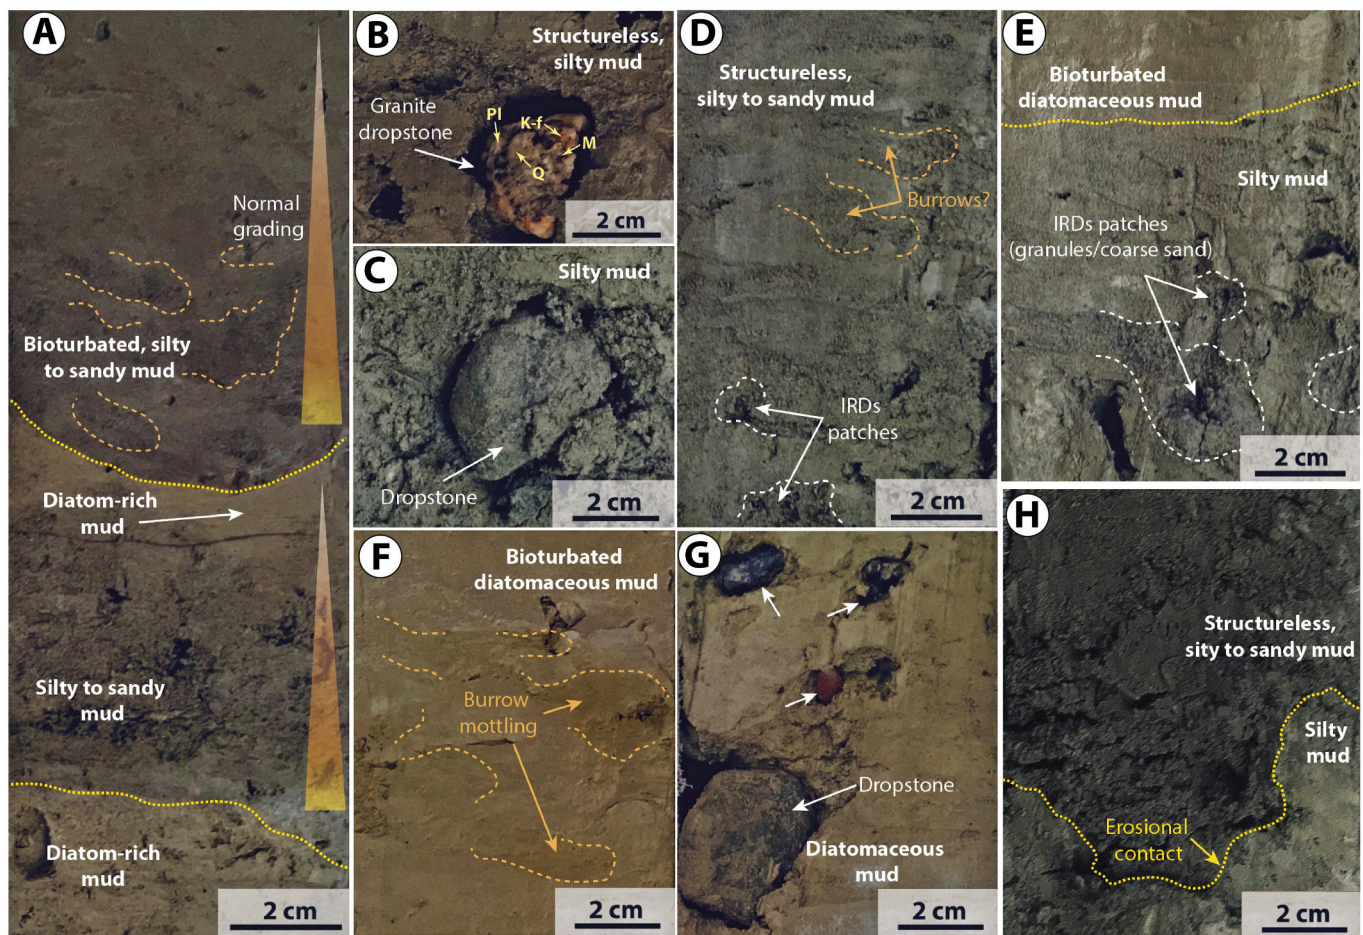 A
Normal
grading
Bioturbated, silty
to sandy mud
Diatom-rich
mud
Silty to sandy
mud
Diatom-rich
mud
2 cm
B
Structureless,
silty mud
Granite
dropstone
Pl
K-f
M
Q
2 cm
C
Silty mud
Dropstone
2 cm
D
Structureless,
silty to sandy mud
Burrows?
IRDs
patches
2 cm
E
Bioturbated
diatomaceous mud
Silty mud
IRDs patches
(granules/coarse sand)
2 cm
F
Bioturbated
diatomaceous mud
Burrow
mottling
2 cm
G
Dropstone
Diatomaceous
mud
2 cm
H
Structureless,
sity to sandy mud
Silty
mud
Erosional
contact
2 cm